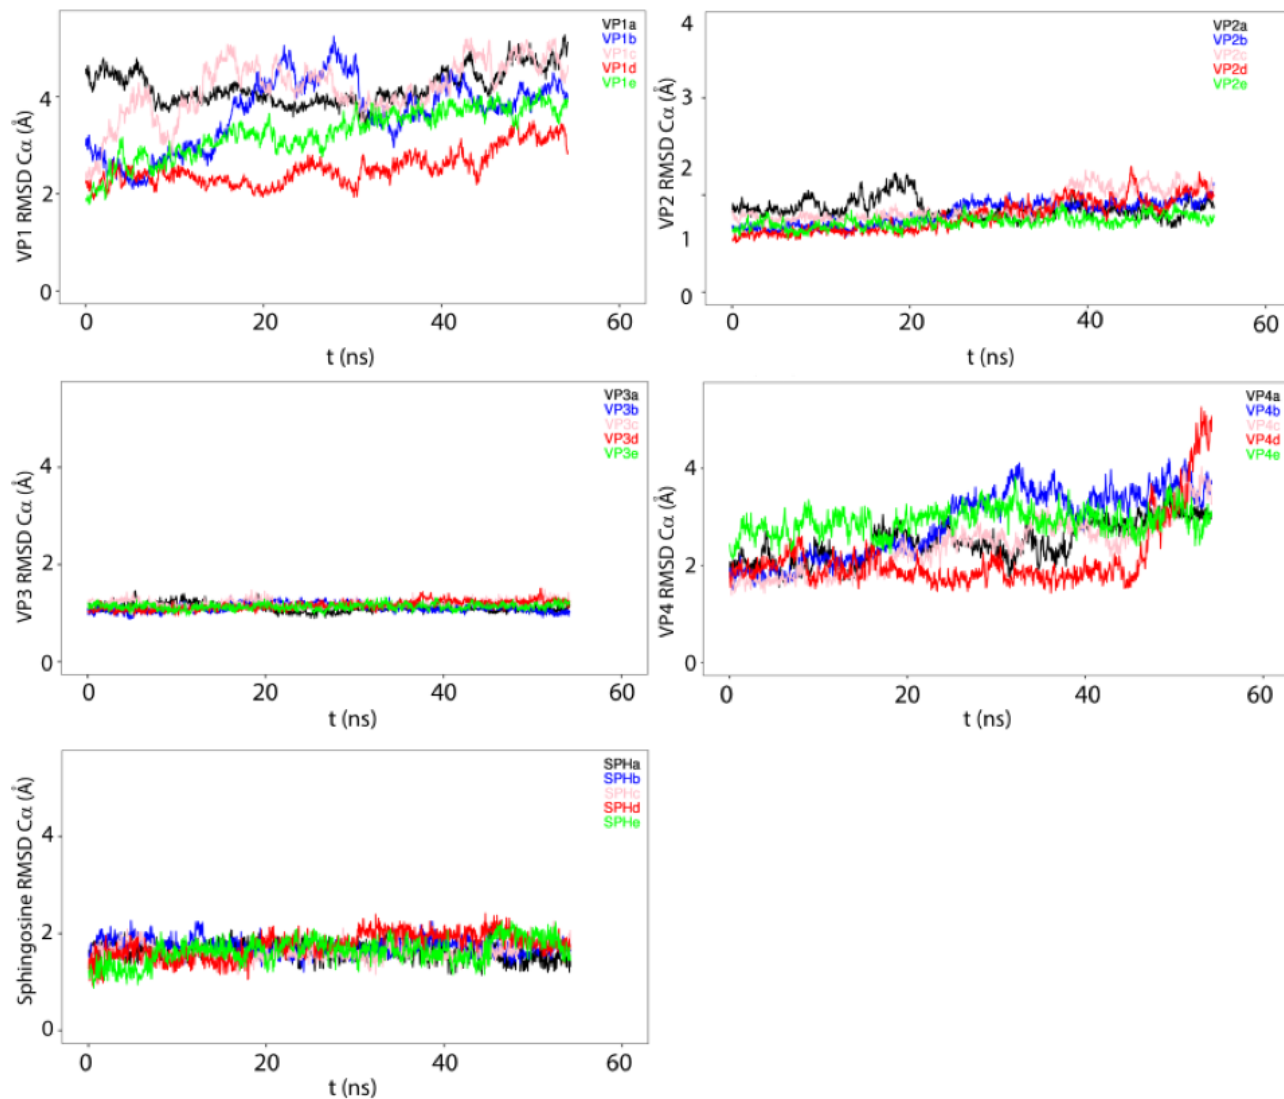 VP1 RMSD Cα (Å)
4
2
0
VP1a
VP1b
VP1c
VP1d
VP1e
0 20 40 60
t (ns)
VP2 RMSD Cα (Å)
4
3
2
1
0
VP2a
VP2b
VP2c
VP2d
VP2e
0 20 40 60
t (ns)
VP3 RMSD Cα (Å)
4
2
0
VP3a
VP3b
VP3c
VP3d
VP3e
0 20 40 60
t (ns)
VP4 RMSD Cα (Å)
4
2
0
VP4a
VP4b
VP4c
VP4d
VP4e
0 20 40 60
t (ns)
Sphingosine RMSD Cα (Å)
4
2
0
SPHa
SPHb
SPHc
SPHd
SPHe
0 20 40 60
t (ns)